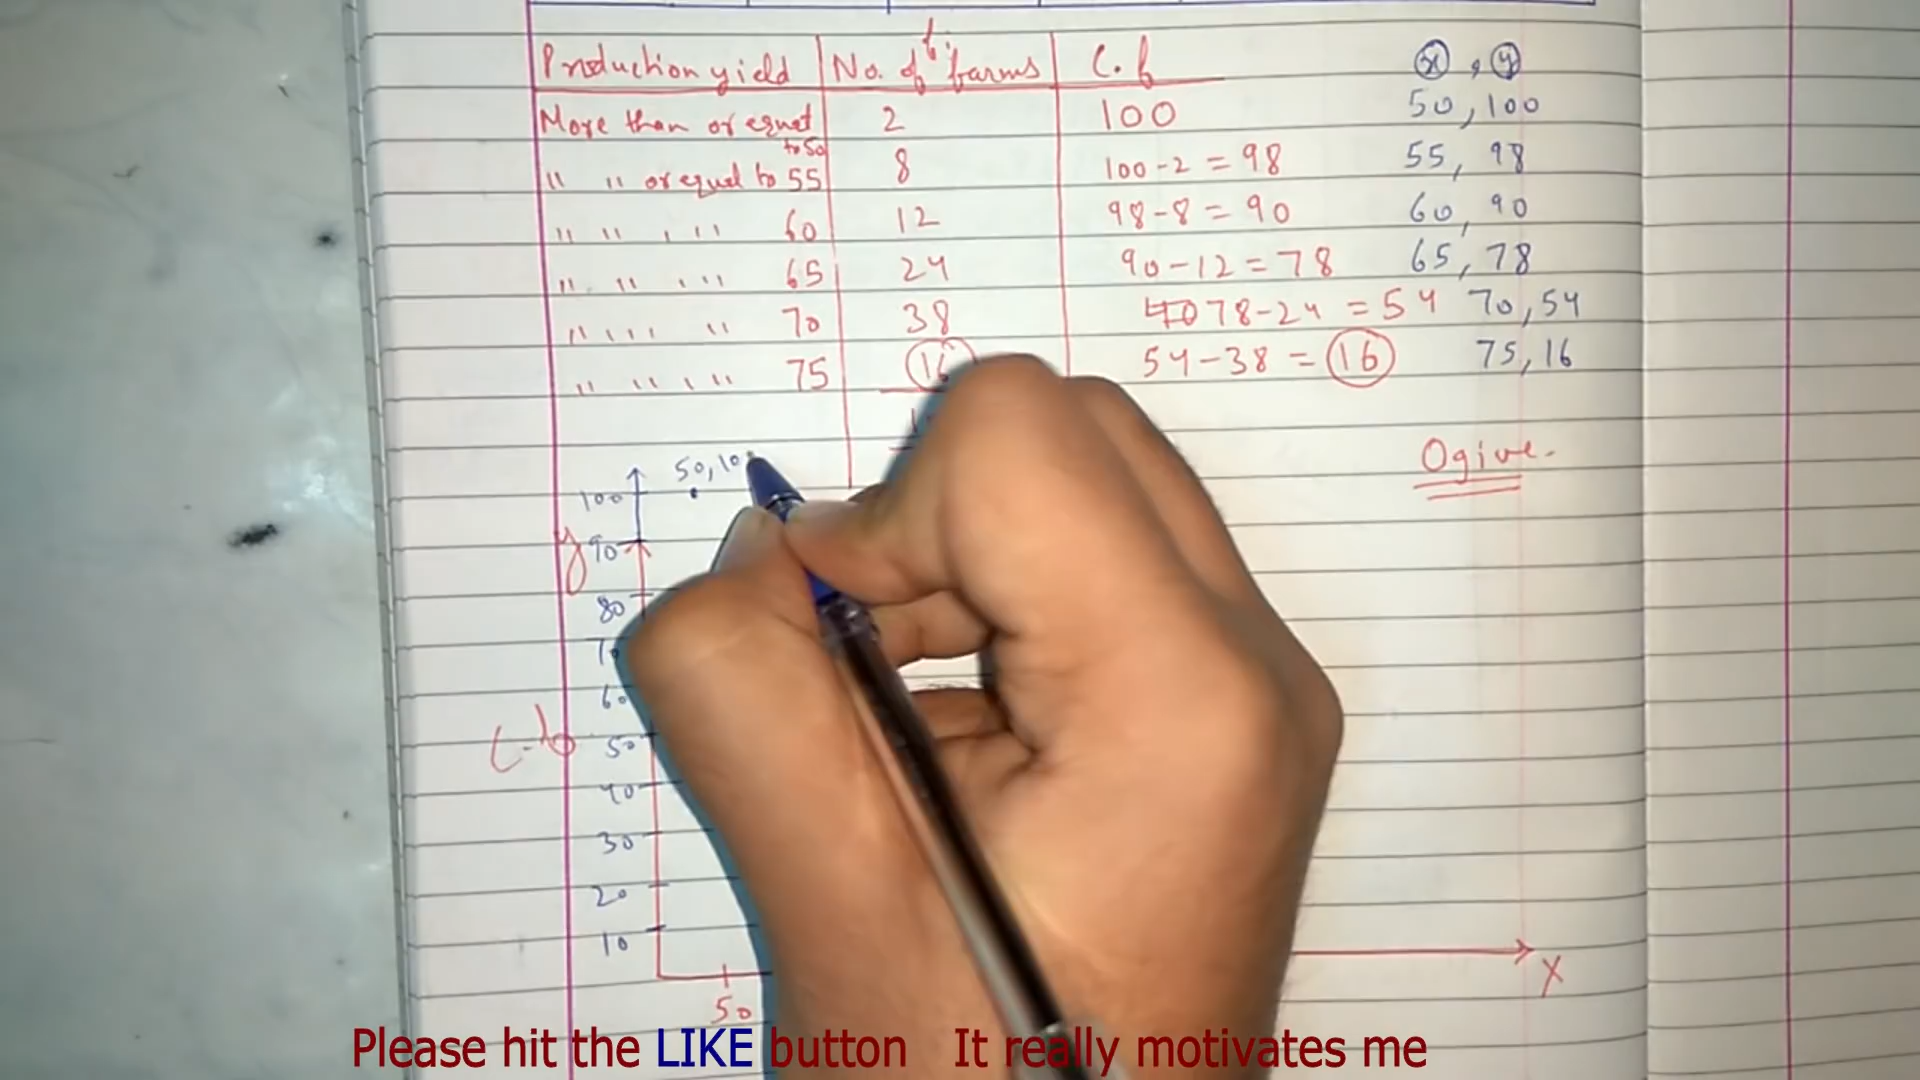 Production yield No. of farms C.f x , y
f.
More than or equal 2 100 50, 100
to 50
" " or equal to 55 8 100-2 = 98 55, 98
" " , " 60 12 98-8 = 90 60, 90
" " , " 65 24 90-12 = 78 65, 78
" , " " 70 38 78-24 = 54 70, 54
" " , " 75 16 54-38 = 16 75, 16
Ogive.
50,10
100
y 90
80
60
C.f 50
40
30
20
10
X
50
Please hit the LIKE button It really motivates me